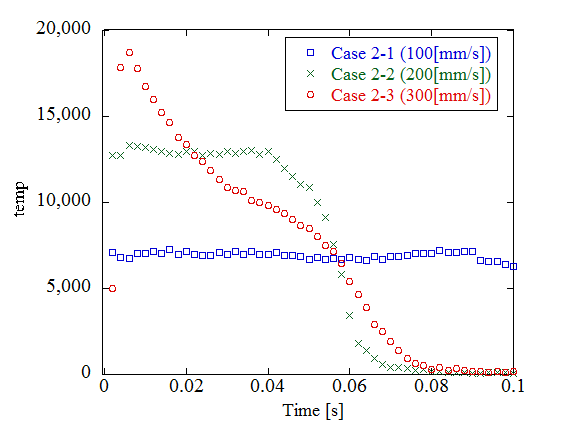 20,000
15,000
10,000
5,000
0
temp
Case 2-1 (100[mm/s])
Case 2-2 (200[mm/s])
Case 2-3 (300[mm/s])
0 0.02 0.04 0.06 0.08 0.1
Time [s]